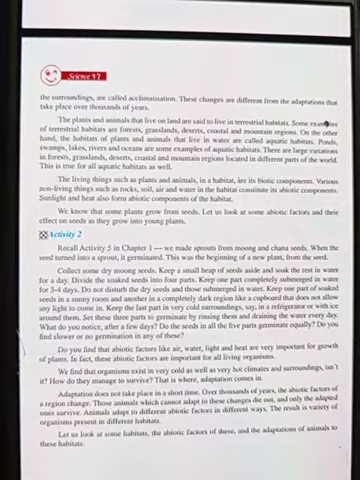 Science 17
the surroundings, are called acclimatisation. These changes are different from the adaptations that
take place over thousands of years.
The plants and animals that live on land are said to live in terrestrial habitats. Some examples
of terrestrial habitats are forests, grasslands, deserts, coastal and mountain regions. On the other
hand, the habitats of plants and animals that live in water are called aquatic habitats. Ponds,
swamps, lakes, rivers and oceans are some examples of aquatic habitats. There are large variations
in forests, grasslands, deserts, coastal and mountain regions located in different parts of the world.
This is true for all aquatic habitats as well.
The living things such as plants and animals, in a habitat, are its biotic components. Various
non-living things such as rocks, soil, air and water in the habitat constitute its abiotic components.
Sunlight and heat also form abiotic components of the habitat.
We know that some plants grow from seeds. Let us look at some abiotic factors and their
effect on seeds as they grow into young plants.
Activity 2
Recall Activity 5 in Chapter 1 — we made sprouts from moong and chana seeds. When the
seed turned into a sprout, it germinated. This was the beginning of a new plant, from the seed.
Collect some dry moong seeds. Keep a small heap of seeds aside and soak the rest in water
for a day. Divide the soaked seeds into four parts. Keep one part completely submerged in water
for 3-4 days. Do not disturb the dry seeds and those submerged in water. Keep one part of soaked
seeds in a sunny room and another in a completely dark region like a cupboard that does not allow
any light to come in. Keep the last part in very cold surroundings, say, in a refrigerator or with ice
around them. Set these three parts to germinate by rinsing them and draining the water every day.
What do you notice, after a few days? Do the seeds in all the five parts germinate equally? Do you
find slower or no germination in any of these?
Do you find that abiotic factors like air, water, light and heat are very important for growth
of plants. In fact, these abiotic factors are important for all living organisms.
We find that organisms exist in very cold as well as very hot climates and surroundings, isn't
it? How do they manage to survive? That is where, adaptation comes in.
Adaptation does not take place in a short time. Over thousands of years, the abiotic factors of
a region change. Those animals which cannot adapt to these changes die out, and only the adapted
ones survive. Animals adapt to different abiotic factors in different ways. The result is variety of
organisms present in different habitats.
Let us look at some habitats, the abiotic factors of these, and the adaptations of animals to
these habitats.